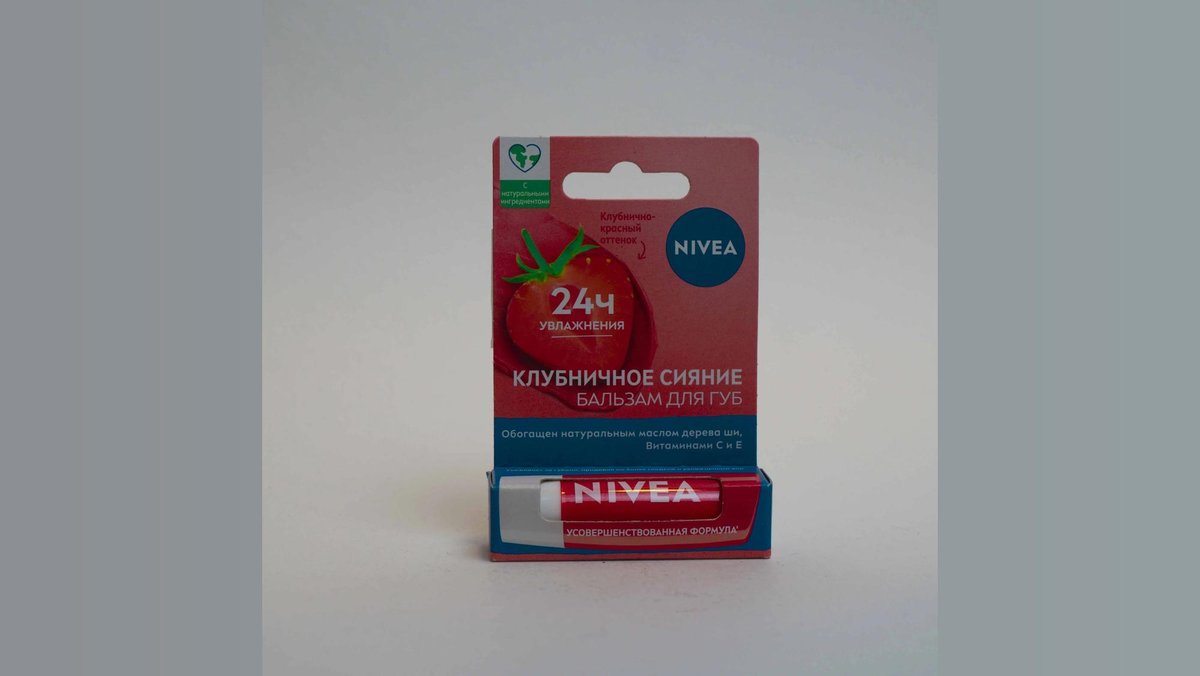 С
натуральными
ингредиентами
Клубнично-
красный
оттенок
NIVEA
24ч
УВЛАЖНЕНИЯ
КЛУБНИЧНОЕ СИЯНИЕ
БАЛЬЗАМ ДЛЯ ГУБ
Обогащен натуральным маслом дерева ши,
Витаминами С и Е
NIVEA
УСОВЕРШЕНСТВОВАННАЯ ФОРМУЛА¹